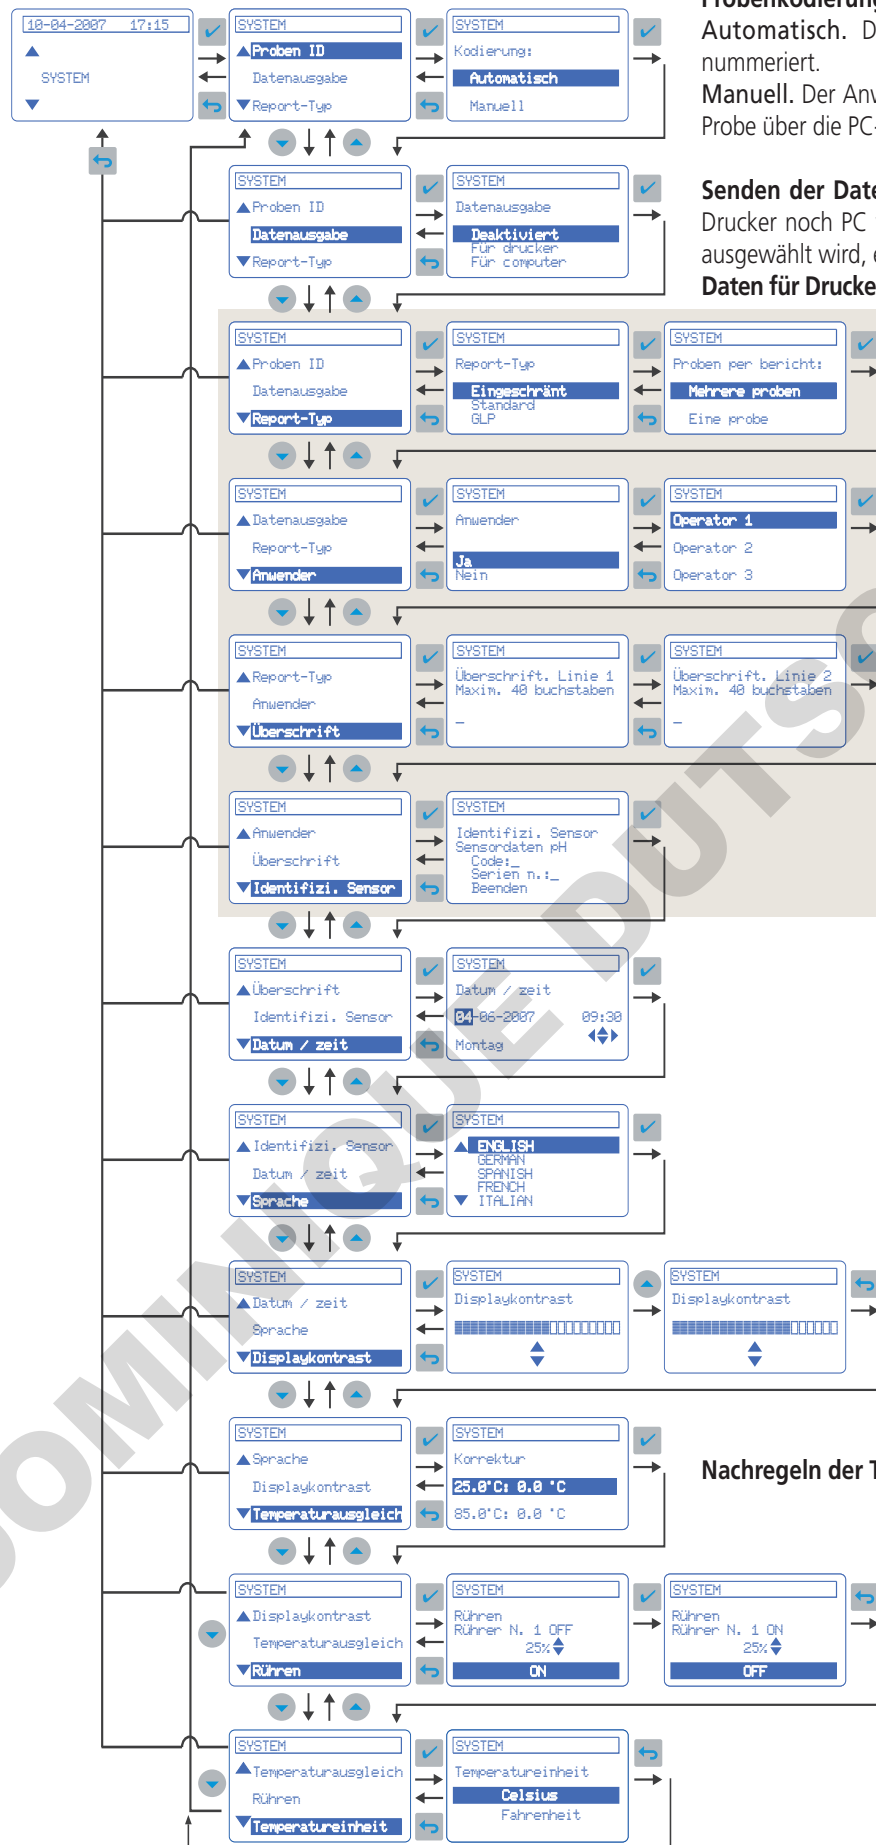 Probenkodierung
10-04-2007 17:15
SYSTEM
SYSTEM
Proben ID
Datenausgabe
Report-Typ
SYSTEM
Kodierung:
Automatisch
Manuell
Automatisch. D
nummeriert.
Manuell. Der Anw
Probe über die PC-
SYSTEM
Proben ID
Datenausgabe
Report-Typ
SYSTEM
Datenausgabe
Deaktiviert
Für drucker
Für computer
Senden der Date
Drucker noch PC
ausgewählt wird, e
Daten für Drucke
SYSTEM
Proben ID
Datenausgabe
Report-Typ
SYSTEM
Report-Typ
Eingeschränt
Standard
GLP
SYSTEM
Proben per bericht:
Mehrere proben
Eine probe
SYSTEM
Datenausgabe
Report-Typ
Anwender
SYSTEM
Anwender
Ja
Nein
SYSTEM
Operator 1
Operator 2
Operator 3
SYSTEM
Report-Typ
Anwender
Überschrift
SYSTEM
Überschrift. Linie 1
Maxim. 40 buchstaben
_
SYSTEM
Überschrift. Linie 2
Maxim. 40 buchstaben
_
SYSTEM
Anwender
Überschrift
Identifizi. Sensor
SYSTEM
Identifizi. Sensor
Sensordaten pH
Code:_
Serien n.:_
Beenden
SYSTEM
Überschrift
Identifizi. Sensor
Datum / zeit
SYSTEM
Datum / zeit
04-06-2007 09:30
Montag
SYSTEM
Identifizi. Sensor
Datum / zeit
Sprache
SYSTEM
ENGLISH
GERMAN
SPANISH
FRENCH
ITALIAN
SYSTEM
Datum / zeit
Sprache
Displaykontrast
SYSTEM
Displaykontrast
SYSTEM
Displaykontrast
SYSTEM
Sprache
Displaykontrast
Temperaturausgleich
SYSTEM
Korrektur
25.0°C: 0.0 °C
85.0°C: 0.0 °C
Nachregeln der T
SYSTEM
Displaykontrast
Temperaturausgleich
Rühren
SYSTEM
Rühren
Rührer N. 1 OFF
25%
ON
SYSTEM
Rühren
Rührer N. 1 ON
25%
OFF
SYSTEM
Temperaturausgleich
Rühren
Temperatureinheit
SYSTEM
Temperatureinheit
Celsius
Fahrenheit
DOMINIQUE DUTSC